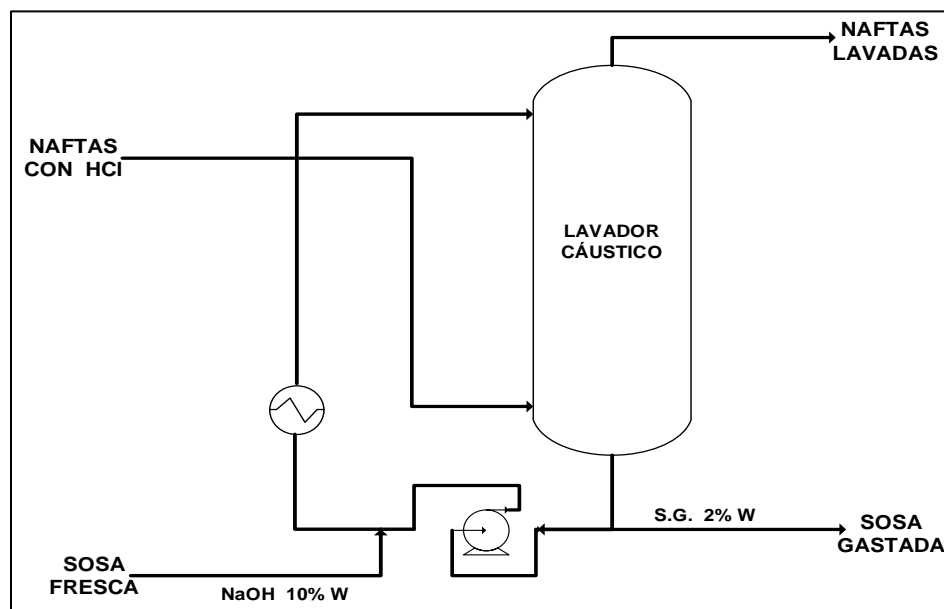 NAFTAS
LAVADAS
NAFTAS
CON HCl
LAVADOR
CÁUSTICO
S.G. 2% W
SOSA
GASTADA
SOSA
FRESCA
NaOH 10% W